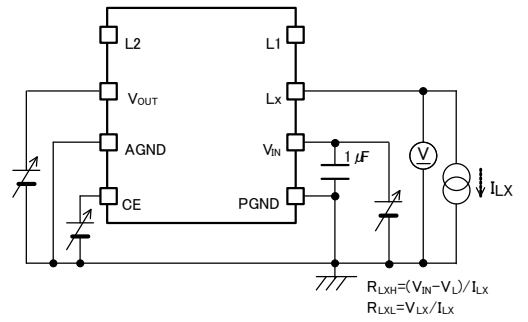 L2 L1
VOUT Lx
AGND VIN
1 μF
V
CE PGND
ILX
RLXH=(VIN-VL)/ILX
RLXL=VLX/ILX